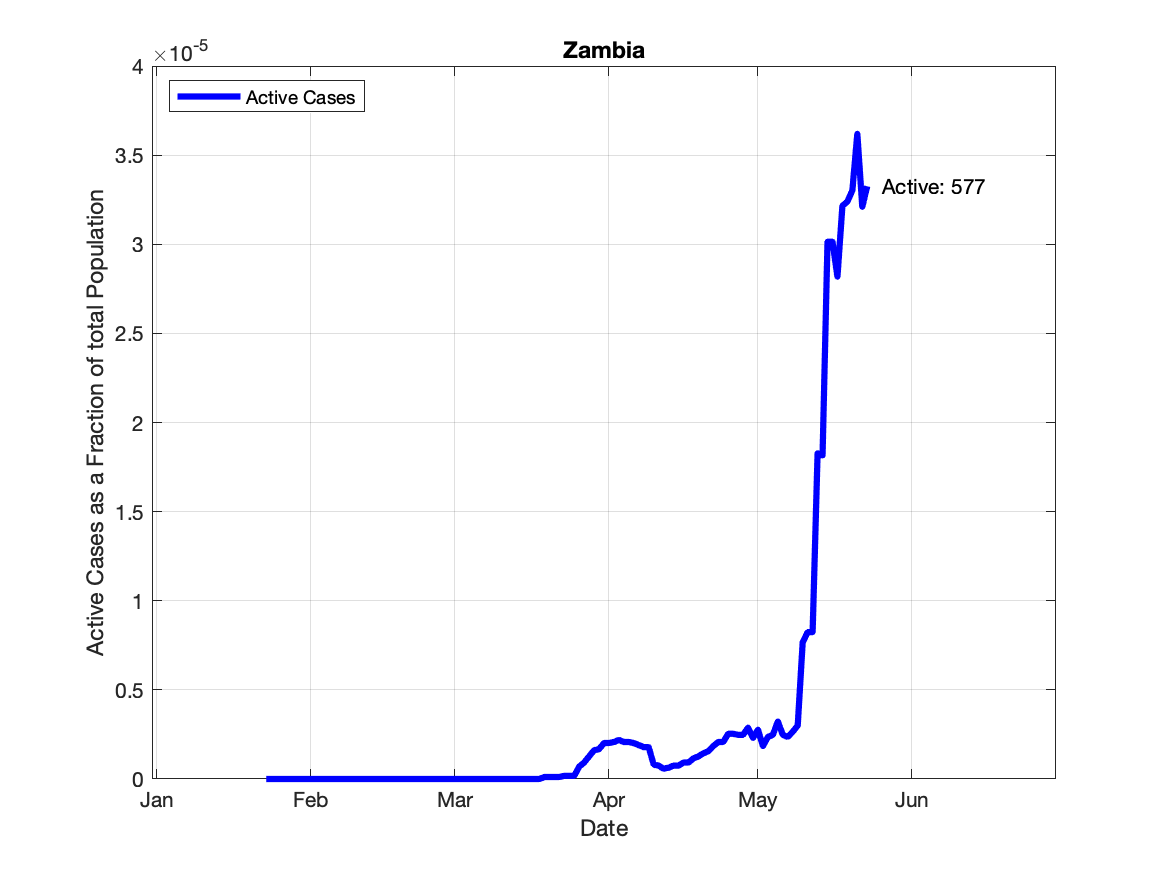 Zambia
×10-5
4
3.5
3
2.5
2
1.5
1
0.5
0
Active Cases as a Fraction of total Population
Active Cases
Active: 577
Jan Feb Mar Apr May Jun
Date